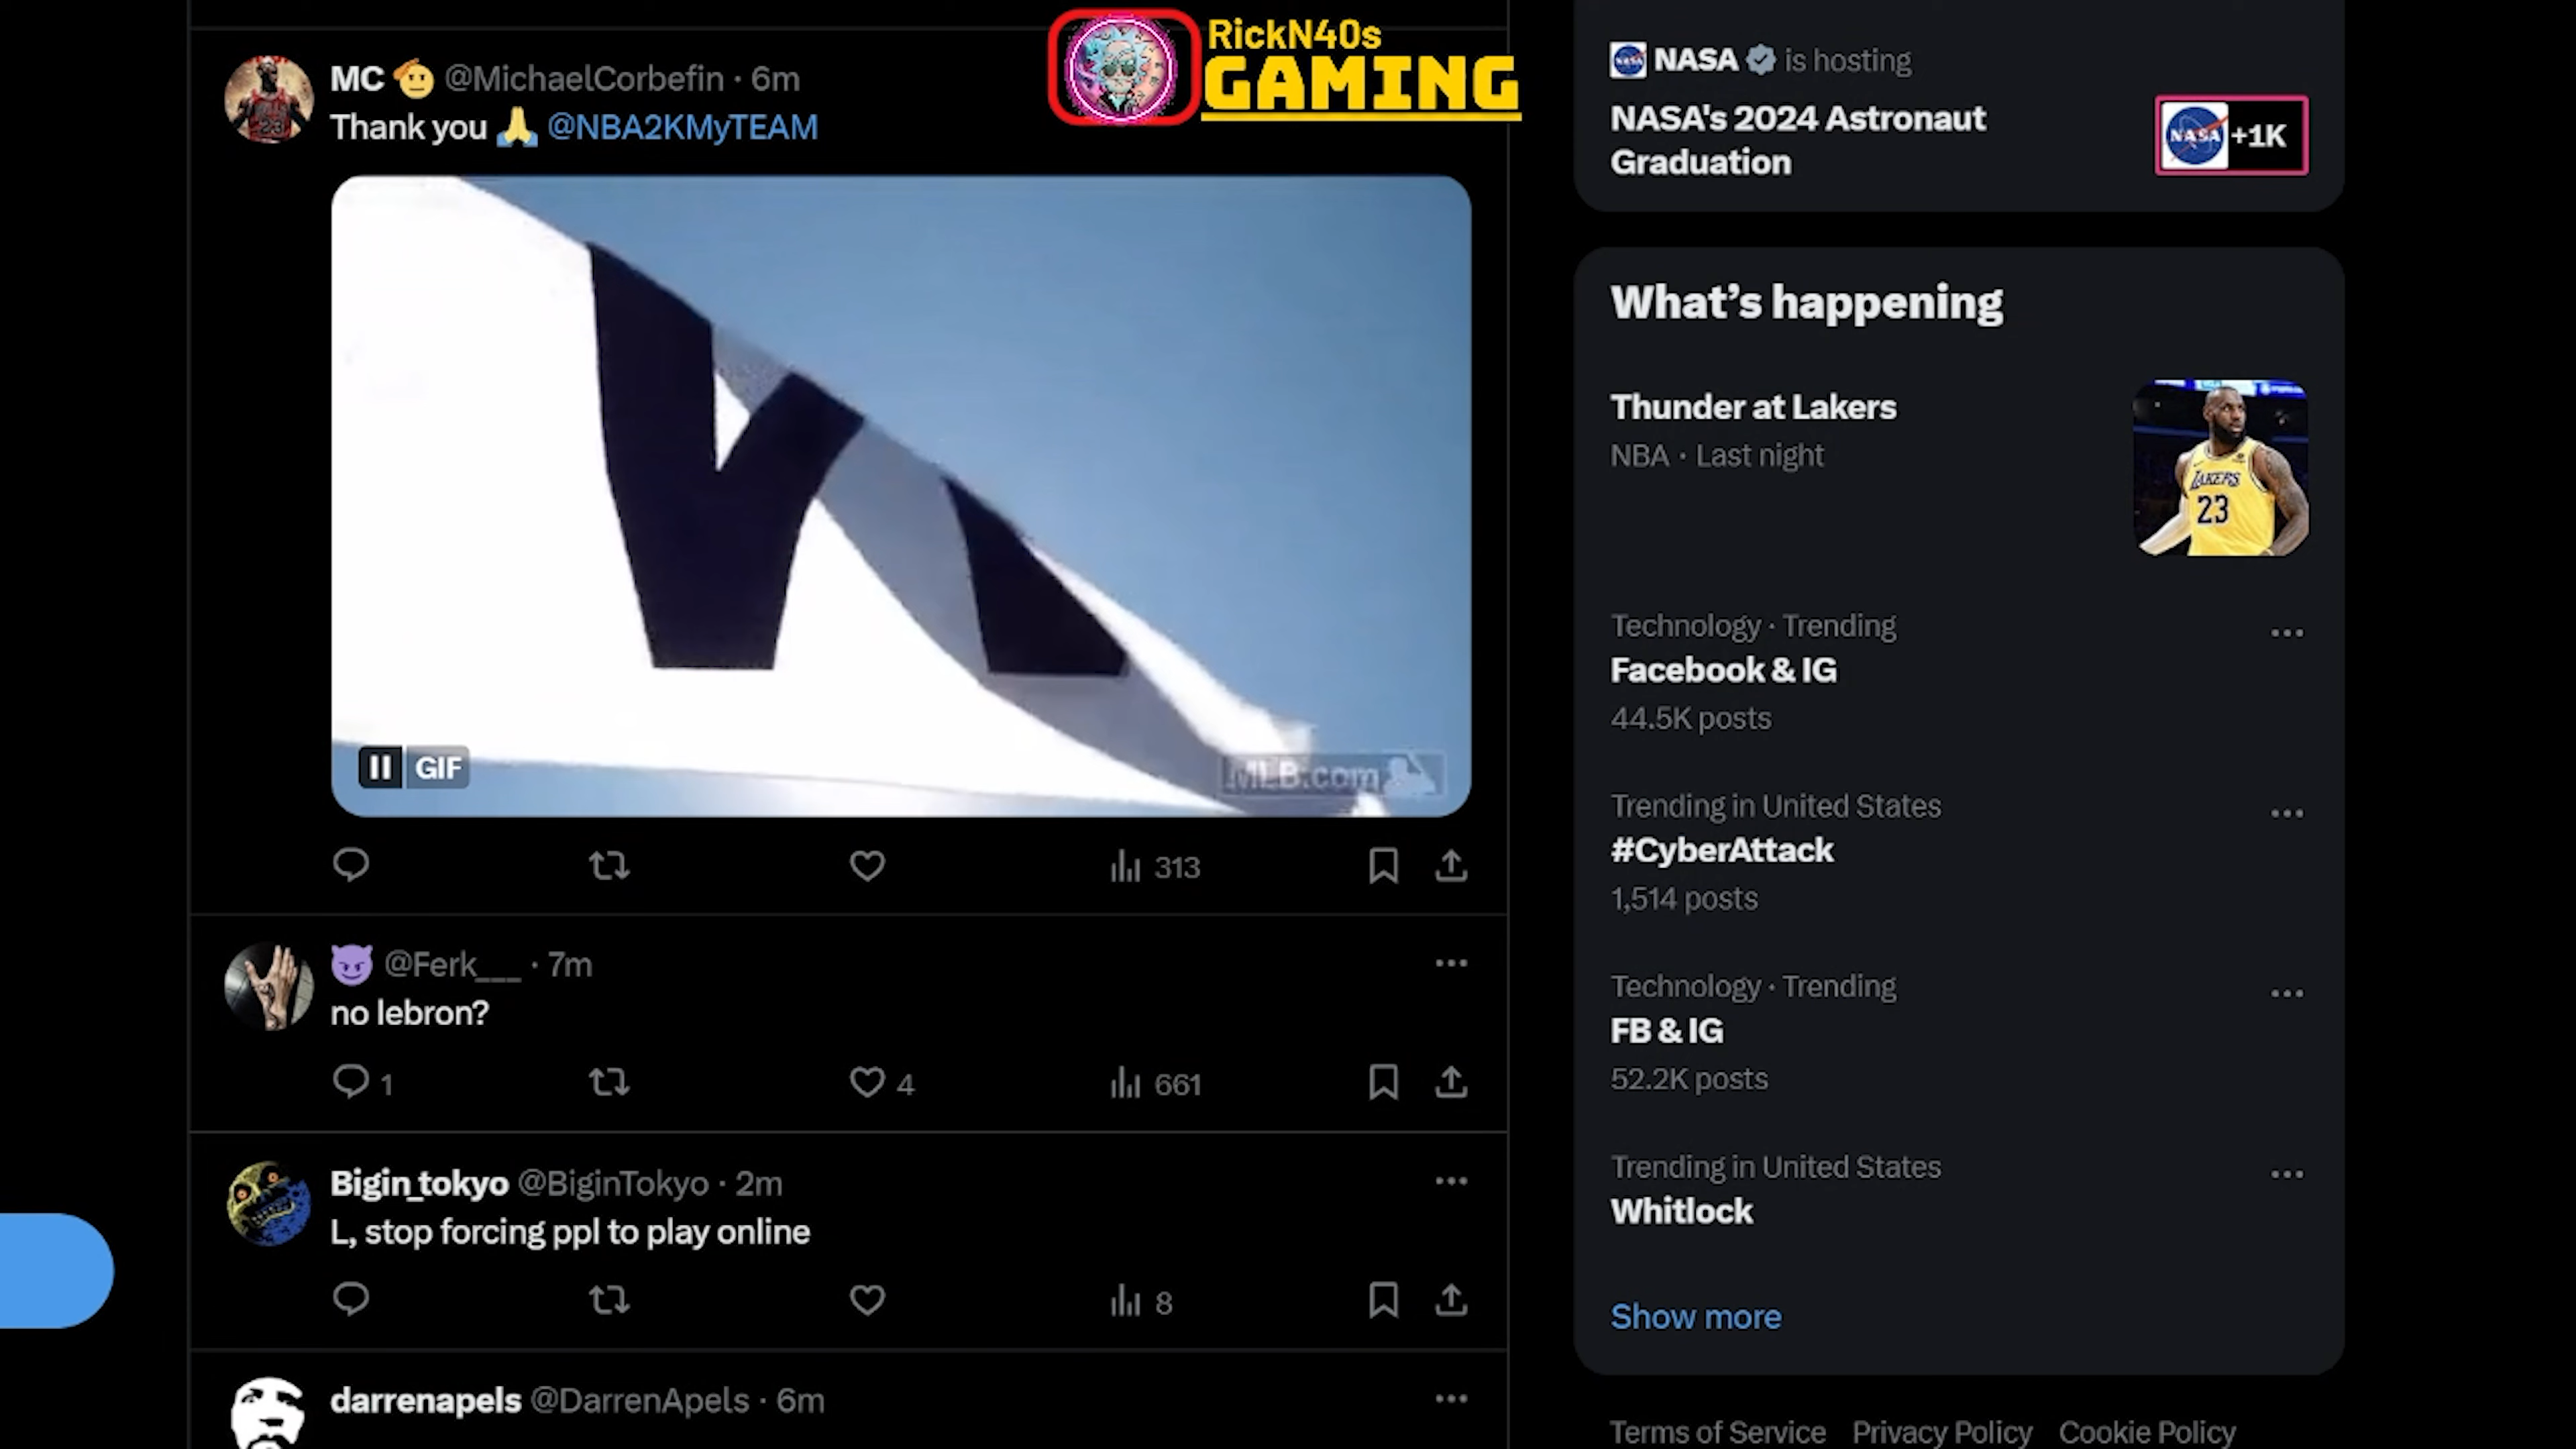 MC @MichaelCorbefin · 6m
Thank you @NBA2KMyTEAM
RickN40s
GAMING
GIF
MLB.com
313
@Ferk___ · 7m
no lebron?
1
4
661
Bigin_tokyo @BiginTokyo · 2m
L, stop forcing ppl to play online
8
darrenapels @DarrenApels · 6m
NASA is hosting
NASA's 2024 Astronaut
Graduation
NASA +1K
What's happening
Thunder at Lakers
NBA · Last night
LAKERS
23
Technology · Trending
Facebook & IG
44.5K posts
Trending in United States
#CyberAttack
1,514 posts
Technology · Trending
FB & IG
52.2K posts
Trending in United States
Whitlock
Show more
Terms of Service Privacy Policy Cookie Policy